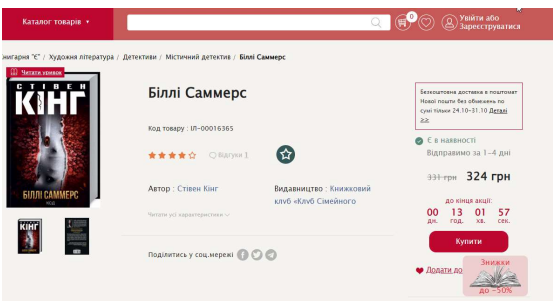 Каталог товарів
0
Увійти або
Зареєструватися
книгарня "Є" / Художня література / Детективи / Містичний детектив / Біллі Саммерс
Читати уривок
СТІВЕН
КІНГ
БІЛЛІ САММЕРС
КІНГ
Біллі Саммерс
Код товару : ІЛ-00016365
Відгуки 1
Автор : Стівен Кінг
Видавництво : Книжковий
клуб «Клуб Сімейного
Читати усі характеристики
Поділитись у соц.мережі
Безкоштовна доставка в поштомат
Нової пошти без обмежень по
сумі тільки 24.10-31.10 Деталі
>>
Є в наявності
Відправимо за 1-4 дні
331 грн 324 грн
до кінця акції:
00 13 01 57
дн. год. хв. сек.
Купити
Додати до
Знижки
до -50%